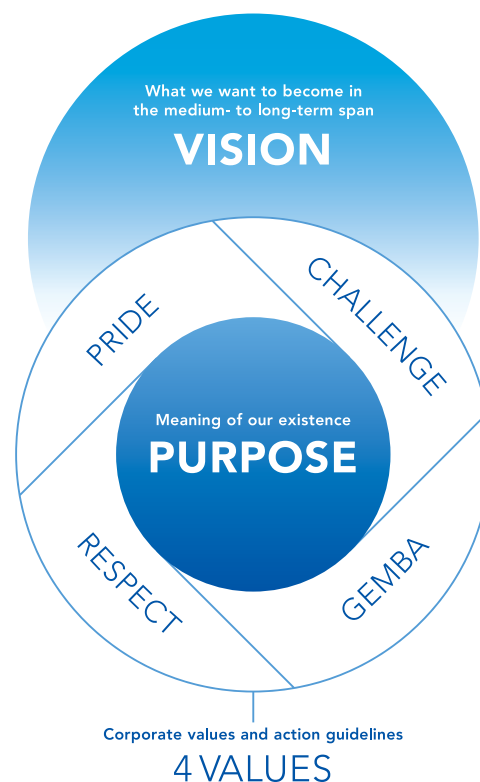 What we want to become in
the medium- to long-term span
VISION
PRIDE
CHALLENGE
Meaning of our existence
PURPOSE
RESPECT
GEMBA
Corporate values and action guidelines
4 VALUES